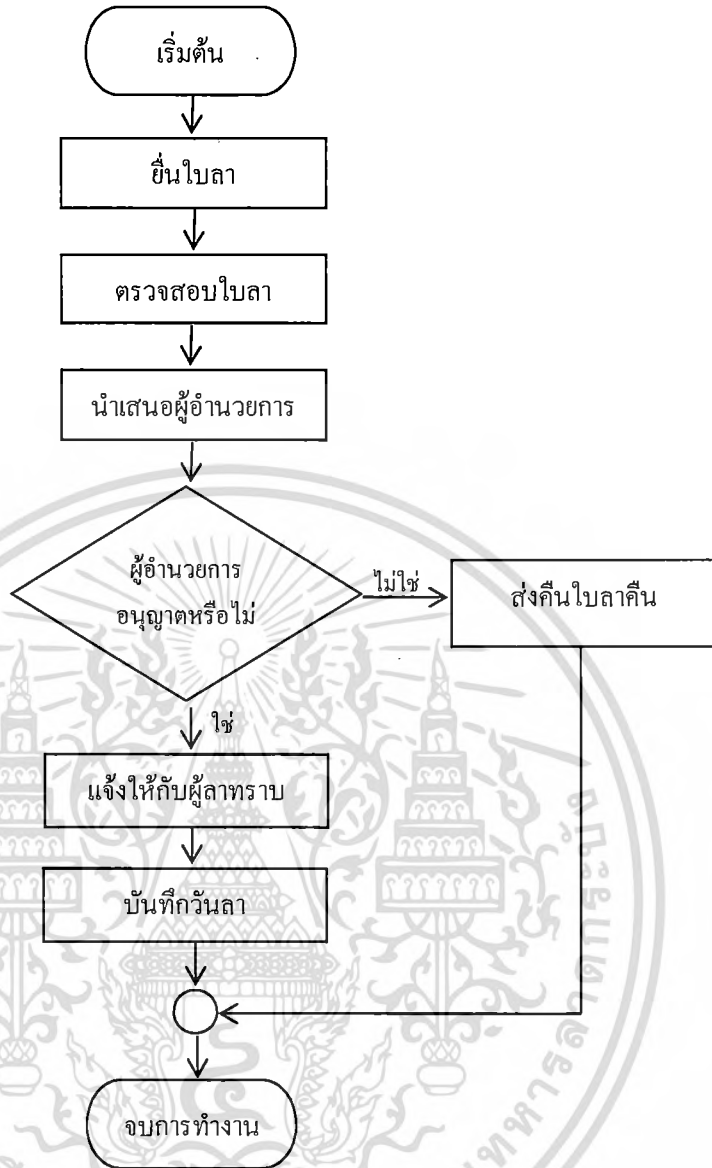 เริ่มต้น
ยื่นใบลา
ตรวจสอบใบลา
นำเสนอผู้อำนวยการ
ผู้อำนวยการ
อนุญาตหรือไม่
ไม่ใช่
ส่งคืนใบลาคืน
ใช่
แจ้งให้กับผู้ลาทราบ
บันทึกวันลา
จบการทำงาน